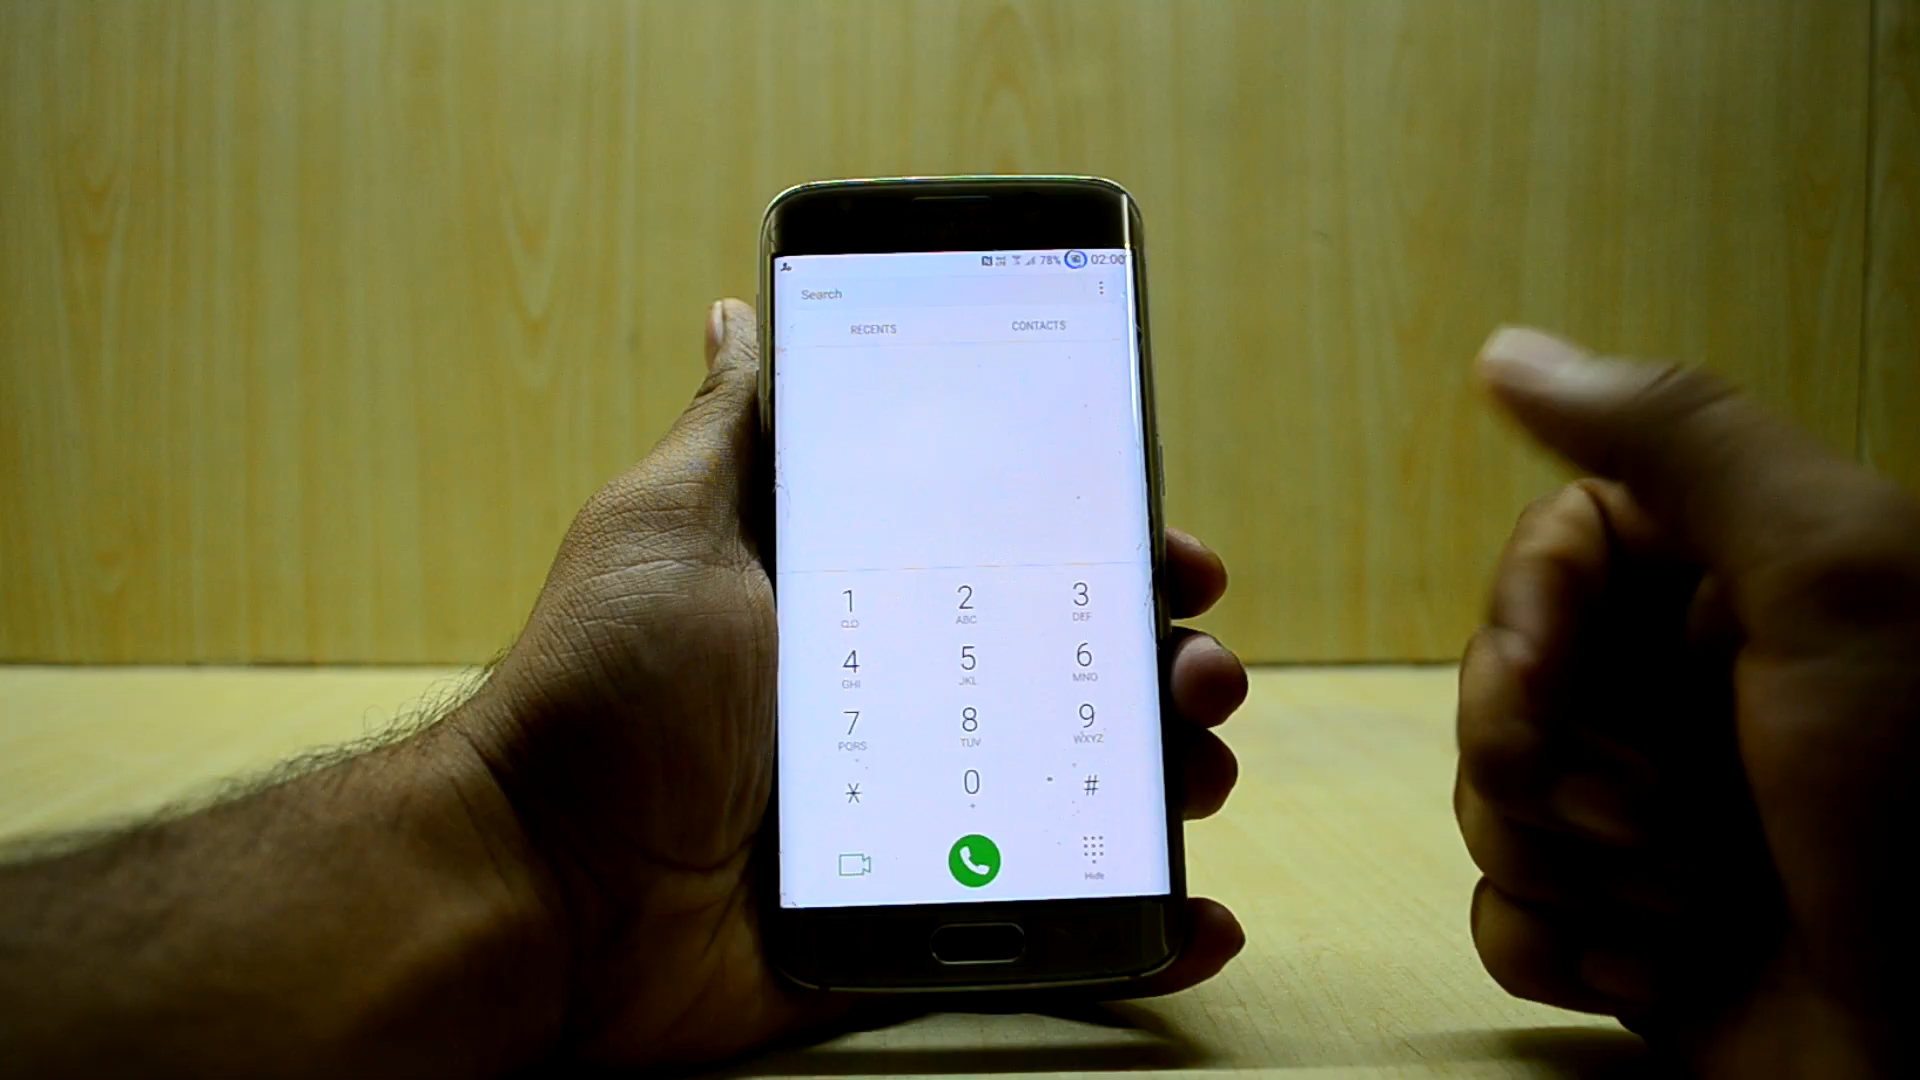 78% 02:00
Search
RECENTS CONTACTS
1 2 3
ABC DEF
4 5 6
GHI JKL MNO
7 8 9
PQRS TUV WXYZ
* 0 #
+
Hide